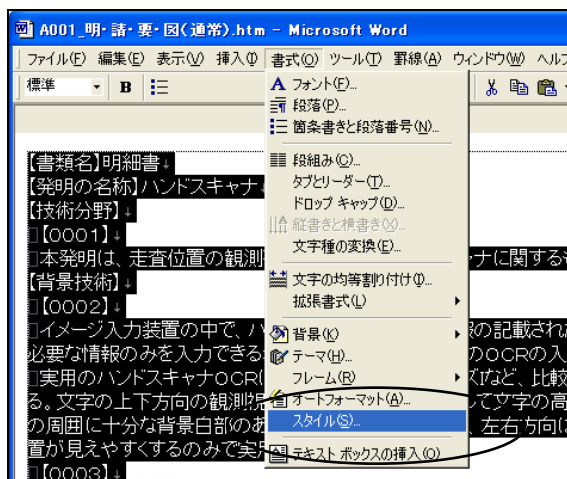 A001_明・請・要・図(通常).htm - Microsoft Word
ファイル(F) 編集(E) 表示(V) 挿入(I) 書式(O) ツール(T) 罫線(A) ウィンドウ(W) ヘルプ
標準 B
フォント(F)...
段落(P)...
箇条書きと段落番号(N)...
段組み(C)...
タブとリーダー(T)...
ドロップ キャップ(D)...
縦書きと横書き(X)...
文字種の変換(E)...
文字の均等割り付け(I)...
拡張書式(L)
背景(K)
テーマ(H)...
フレーム(R)
オートフォーマット(A)...
スタイル(S)...
テキスト ボックスの挿入(O)
【書類名】明細書↓
【発明の名称】ハンドスキャナ
【技術分野】↓
【0001】↓
本発明は、走査位置の観測 ャナに関する
【背景技術】↓
【0002】↓
イメージ入力装置の中で、 の記載され
必要な情報のみを入力できる のOCRの入
実用のハンドスキャナOCR など、比較
る。文字の上下方向の観測 して文字の高
の周囲に十分な背景白部のあ 、左右方向に
置が見えやすくするのみで実
【0003】↓